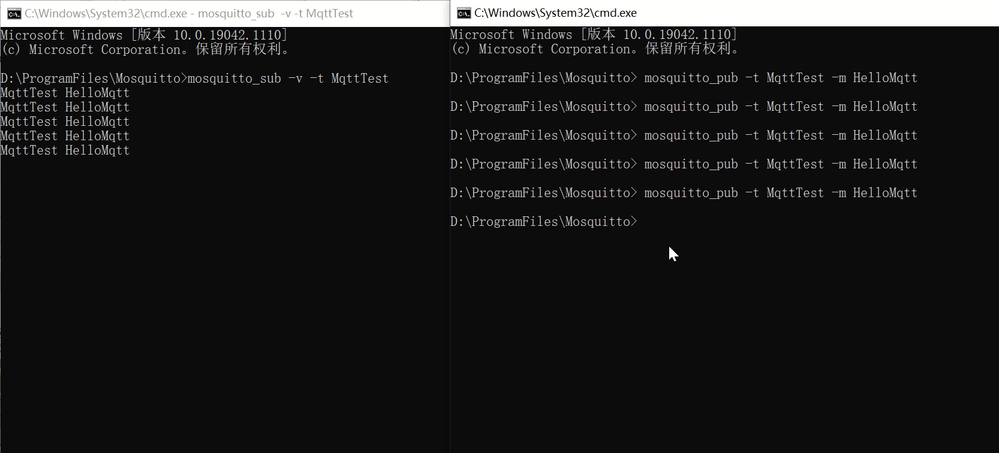 C:\Windows\System32\cmd.exe - mosquitto_sub  -v -t MqttTest
Microsoft Windows [版本 10.0.19042.1110]
(c) Microsoft Corporation。保留所有权利。
D:\ProgramFiles\Mosquitto>mosquitto_sub -v -t MqttTest
MqttTest HelloMqtt
MqttTest HelloMqtt
MqttTest HelloMqtt
MqttTest HelloMqtt
MqttTest HelloMqtt
C:\Windows\System32\cmd.exe
Microsoft Windows [版本 10.0.19042.1110]
(c) Microsoft Corporation。保留所有权利。
D:\ProgramFiles\Mosquitto> mosquitto_pub -t MqttTest -m HelloMqtt
D:\ProgramFiles\Mosquitto> mosquitto_pub -t MqttTest -m HelloMqtt
D:\ProgramFiles\Mosquitto> mosquitto_pub -t MqttTest -m HelloMqtt
D:\ProgramFiles\Mosquitto> mosquitto_pub -t MqttTest -m HelloMqtt
D:\ProgramFiles\Mosquitto> mosquitto_pub -t MqttTest -m HelloMqtt
D:\ProgramFiles\Mosquitto>